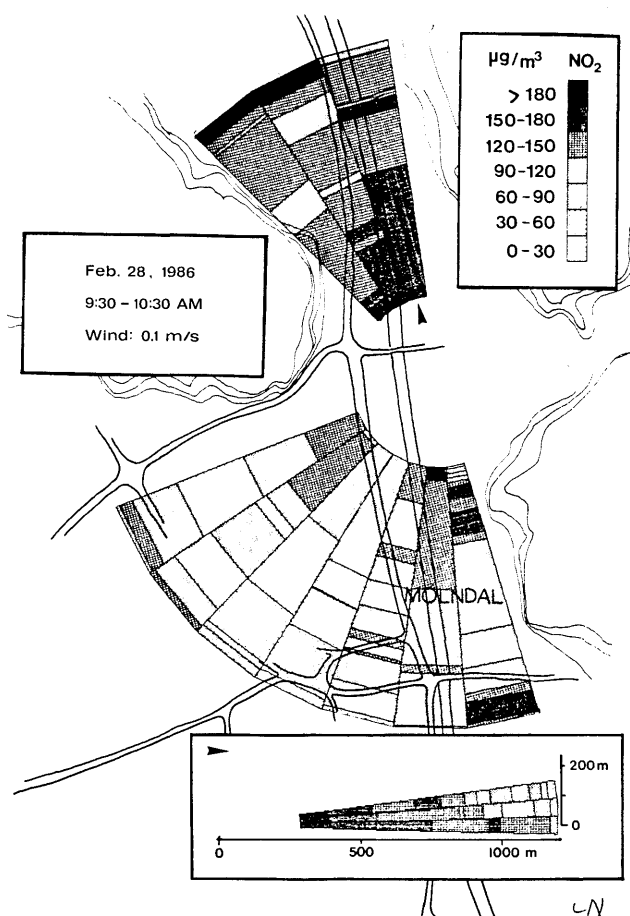 µg/m³ NO₂
> 180
150-180
120-150
90-120
60-90
30-60
0-30
Feb. 28, 1986
9:30-10:30 AM
Wind: 0.1 m/s
MÖLNDAL
200 m
0
0 500 1000 m
LN